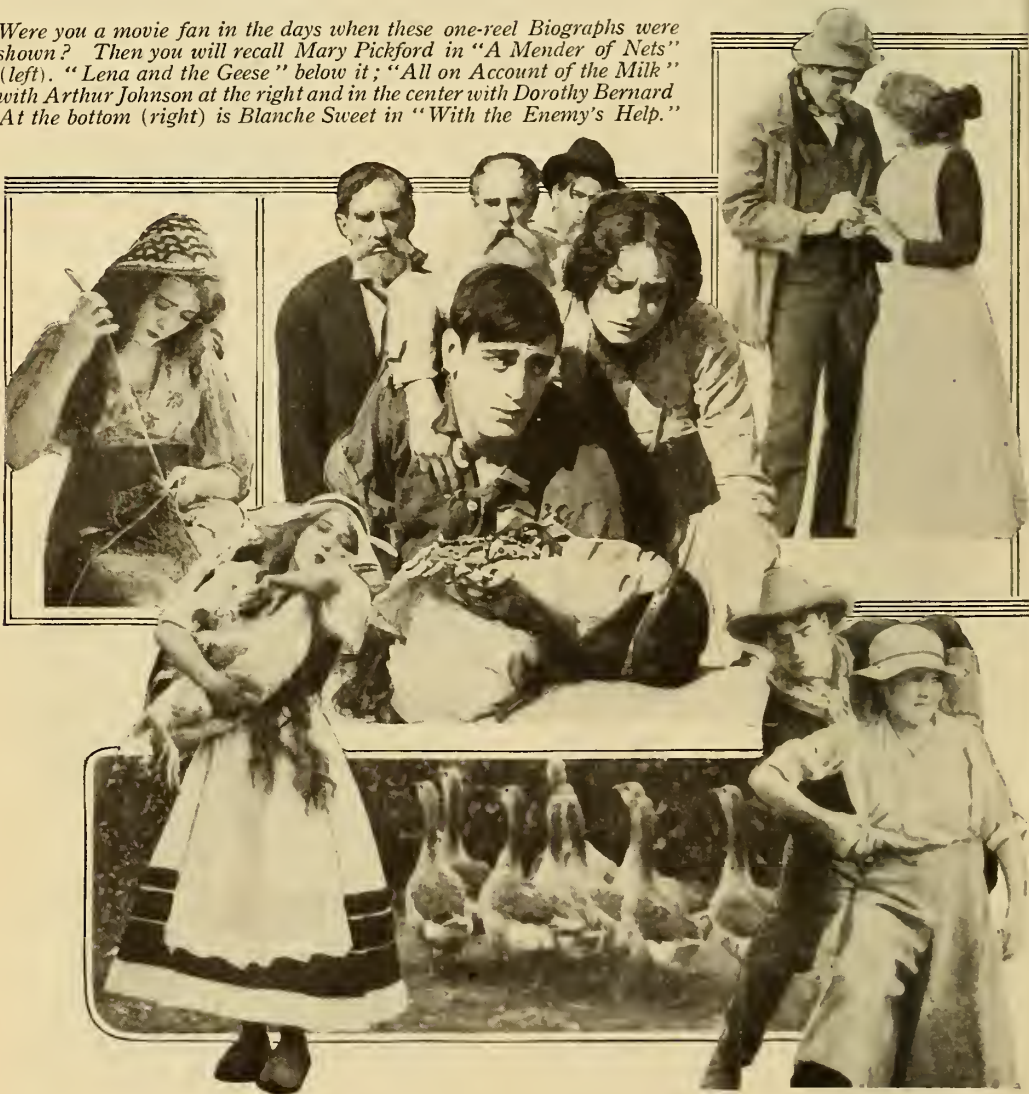 Were you a movie fan in the days when these one-reel Biographs were
shown? Then you will recall Mary Pickford in "A Mender of Nets"
(left). "Lena and the Geese" below it; "All on Account of the Milk"
with Arthur Johnson at the right and in the center with Dorothy Bernard
At the bottom (right) is Blanche Sweet in "With the Enemy's Help."